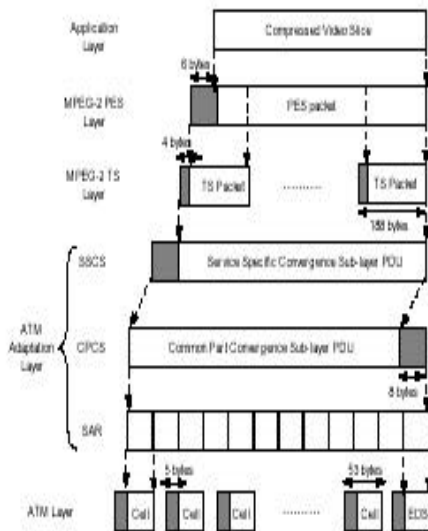 Application
Layer
Compressed Video Slice
6 bytes
MPEG-2 PES
Layer
PES packet
4 bytes
MPEG-2 TS
Layer
TS Packet
TS Packet
188 bytes
SSCS
Service Specific Convergence Sub-layer PDU
ATM
Adaptation
Layer
CPCS
Common Part Convergence Sub-layer PDU
8 bytes
SAR
5 bytes
53 bytes
ATM Layer
Cell
Cell
Cell
Cell